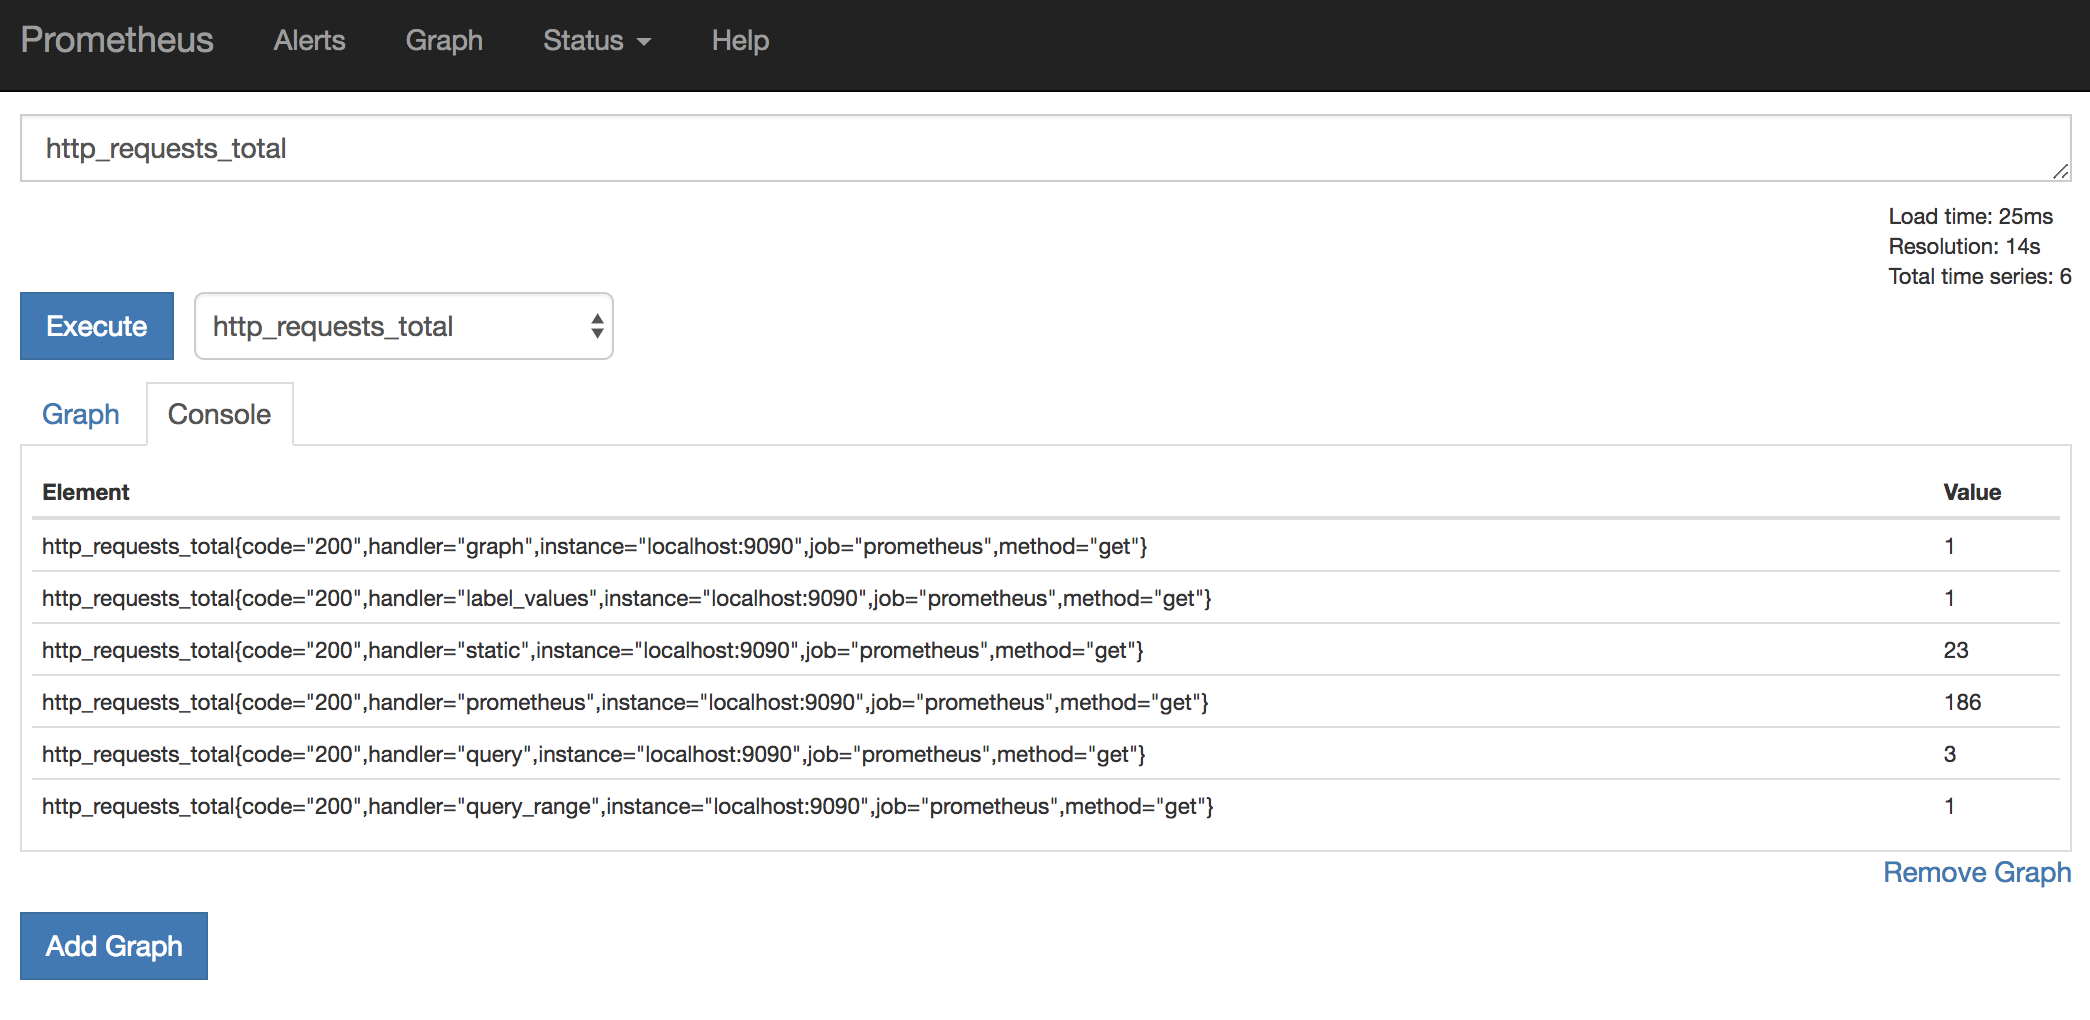 Prometheus Alerts Graph Status Help
http_requests_total
Load time: 25ms
Resolution: 14s
Total time series: 6
Execute http_requests_total
Graph Console
Element Value
http_requests_total{code="200",handler="graph",instance="localhost:9090",job="prometheus",method="get"} 1
http_requests_total{code="200",handler="label_values",instance="localhost:9090",job="prometheus",method="get"} 1
http_requests_total{code="200",handler="static",instance="localhost:9090",job="prometheus",method="get"} 23
http_requests_total{code="200",handler="prometheus",instance="localhost:9090",job="prometheus",method="get"} 186
http_requests_total{code="200",handler="query",instance="localhost:9090",job="prometheus",method="get"} 3
http_requests_total{code="200",handler="query_range",instance="localhost:9090",job="prometheus",method="get"} 1
Remove Graph
Add Graph